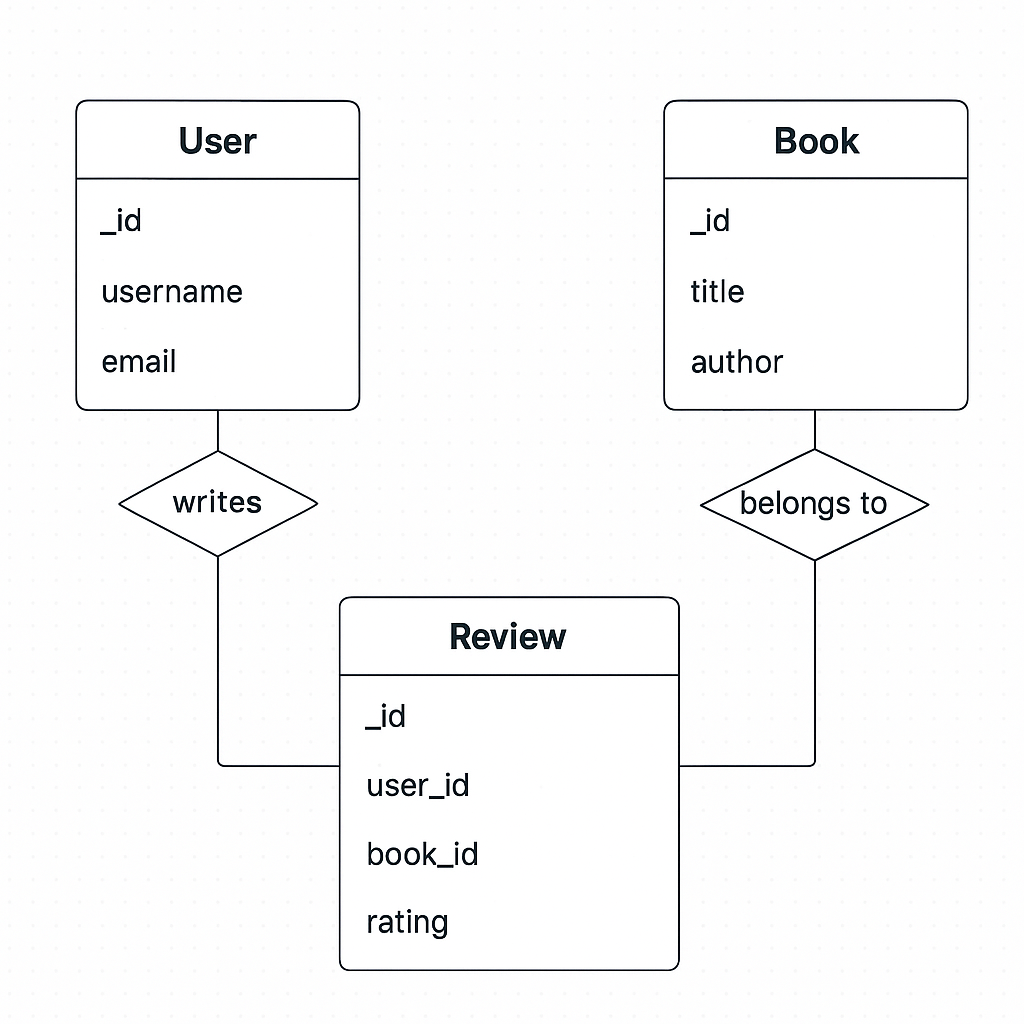 User
_id
username
email
Book
_id
title
author
writes
belongs to
Review
_id
user_id
book_id
rating